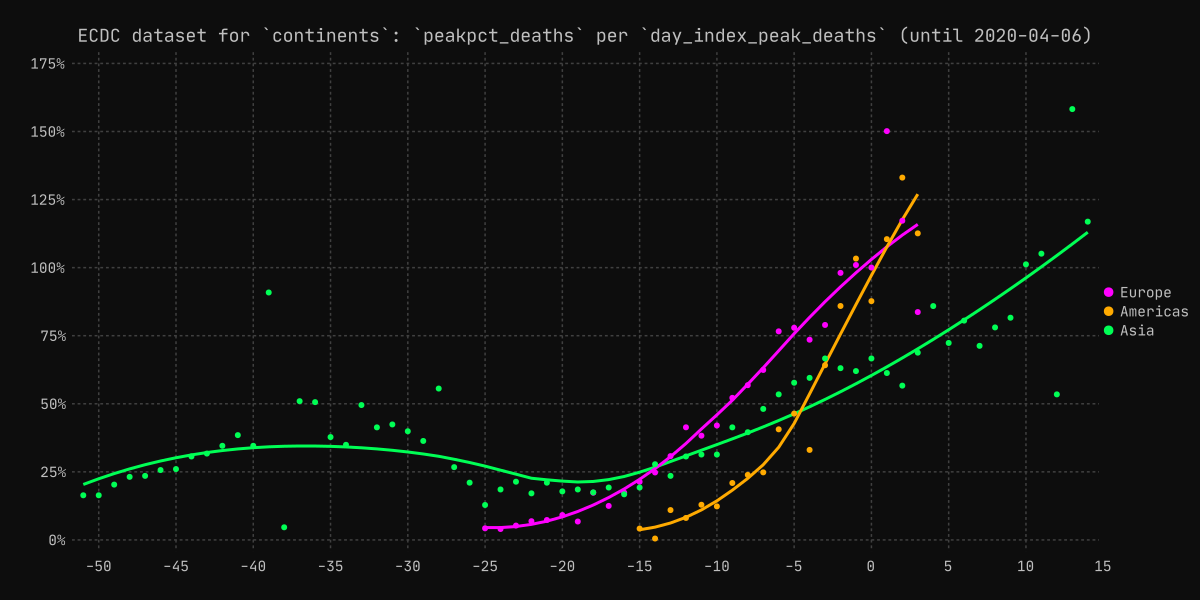 ECDC dataset for `continents`: `peakpct_deaths` per `day_index_peak_deaths` (until 2020-04-06)
175%
150%
125%
100%
75%
50%
25%
0%
-50 -45 -40 -35 -30 -25 -20 -15 -10 -5 0 5 10 15
Europe
Americas
Asia